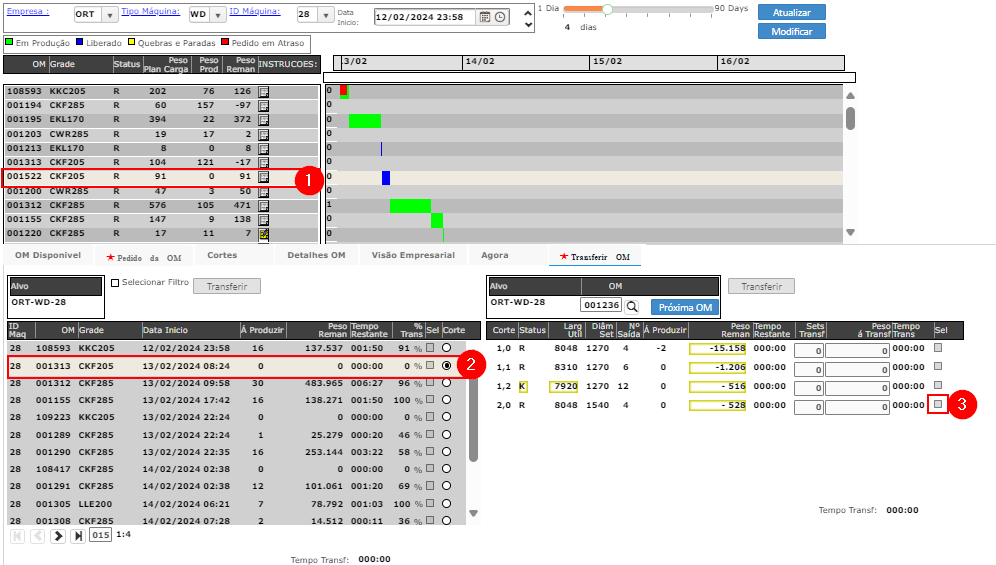 Empresa : ORT Tipo Máquina: WD ID Máquina: 28 Data Inicio: 12/02/2024 23:58 1 Dia 90 Days Atualizar
4 dias Modificar
Em Produção Liberado Quebras e Paradas Pedido em Atraso
OM Grade Status Peso Plan Carga Peso Prod Peso Reman INSTRUCOES: 3/02 14/02 15/02 16/02
108593 KKC205 R 202 76 126 0
001194 CKF285 R 60 157 -97 0
001195 EKL170 R 394 22 372 0
001203 CWR285 R 19 17 2 0
001213 EKL170 R 8 0 8 0
001313 CKF205 R 104 121 -17 0
001522 CKF205 R 91 0 91 1 0
001200 CWR285 R 47 3 50 0
001312 CKF285 R 576 105 471 1
001155 CKF285 R 147 9 138 0
001220 CKF285 R 17 11 7 0
OM Disponivel Pedido da OM Cortes Detalhes OM Visão Empresarial Agora Transferir OM
Alvo Selecionar Filtro Transferir Alvo OM Transferir
ORT-WD-28 ORT-WD-28 001236 Próxima OM
ID Maq OM Grade Data Inicio Á Produzir Peso Reman Tempo Restante % Trans Sel Corte
28 108593 KKC205 12/02/2024 23:58 16 137.537 001:50 91 %
28 001313 CKF205 13/02/2024 08:24 0 0 000:00 0 % 2
28 001312 CKF285 13/02/2024 09:58 30 483.965 006:27 96 %
28 001155 CKF285 13/02/2024 17:42 16 138.271 001:50 100 %
28 109223 KKC205 13/02/2024 22:24 0 0 000:00 0 %
28 001289 CKF285 13/02/2024 22:24 1 25.279 000:20 46 %
28 001290 CKF285 13/02/2024 22:35 16 253.144 003:22 58 %
28 108417 CKF285 14/02/2024 02:38 0 0 000:00 0 %
28 001291 CKF285 14/02/2024 02:38 12 101.061 001:20 69 %
28 001305 LLE200 14/02/2024 06:21 7 78.792 001:03 100 %
28 001308 CKF285 14/02/2024 07:28 2 14.512 000:11 36 %
015 1:4
Tempo Transf: 000:00
Corte Status Larg Util Diâm Set Nº Saída Á Produzir Peso Reman Tempo Restante Sets Transf Peso á Transf Tempo Trans Sel
1,0 R 8048 1270 4 -2 -15.158 000:00 0 0 000:00
1,1 R 8310 1270 6 0 -1.206 000:00 0 0 000:00
1,2 K 7920 1270 12 0 - 516 000:00 0 0 000:00
2,0 R 8048 1540 4 0 - 528 000:00 0 0 000:00 3
Tempo Transf: 000:00